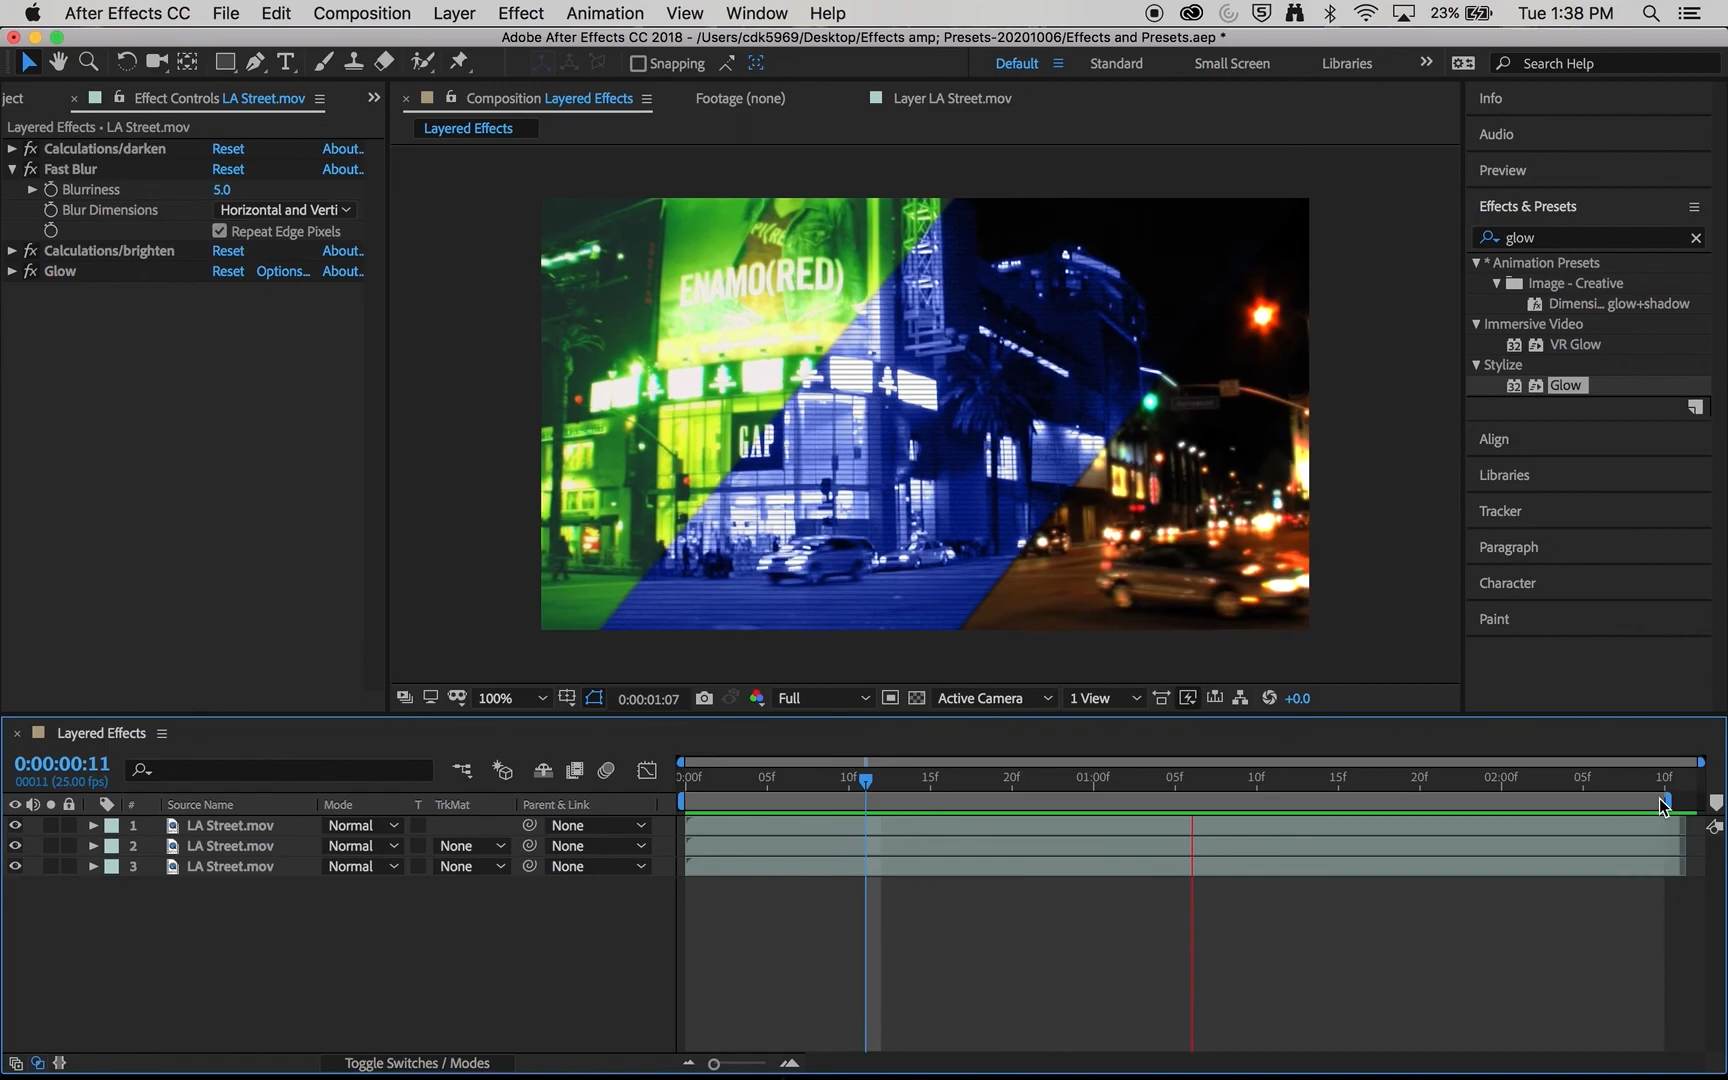 After Effects CC File Edit Composition Layer Effect Animation View Window Help 23% Tue 1:38 PM
Adobe After Effects CC 2018 - /Users/cdk5969/Desktop/Effects amp; Presets-20201006/Effects and Presets.aep *
Snapping Default Standard Small Screen Libraries Search Help
ject Effect Controls LA Street.mov Composition Layered Effects Footage (none) Layer LA Street.mov Info
Layered Effects • LA Street.mov Layered Effects
Calculations/darken Reset About.. Audio
Fast Blur Reset About.. Preview
Blurriness 5.0
Blur Dimensions Horizontal and Verti Effects & Presets
Repeat Edge Pixels glow
Calculations/brighten Reset About..
Glow Reset Options... About..
* Animation Presets
Image - Creative
Dimensi... glow+shadow
Immersive Video
VR Glow
Stylize
Glow
ENAMO(RED)
GAP
Align
Libraries
Tracker
Paragraph
Character
Paint
100% 0:00:01:07 Full Active Camera 1 View +0.0
Layered Effects
0:00:00:11
00011 (25.00 fps)
0:00f 05f 10f 15f 20f 01:00f 05f 10f 15f 20f 02:00f 05f 10f
# Source Name Mode T TrkMat Parent & Link
1 LA Street.mov Normal None
2 LA Street.mov Normal None None
3 LA Street.mov Normal None None
Toggle Switches / Modes